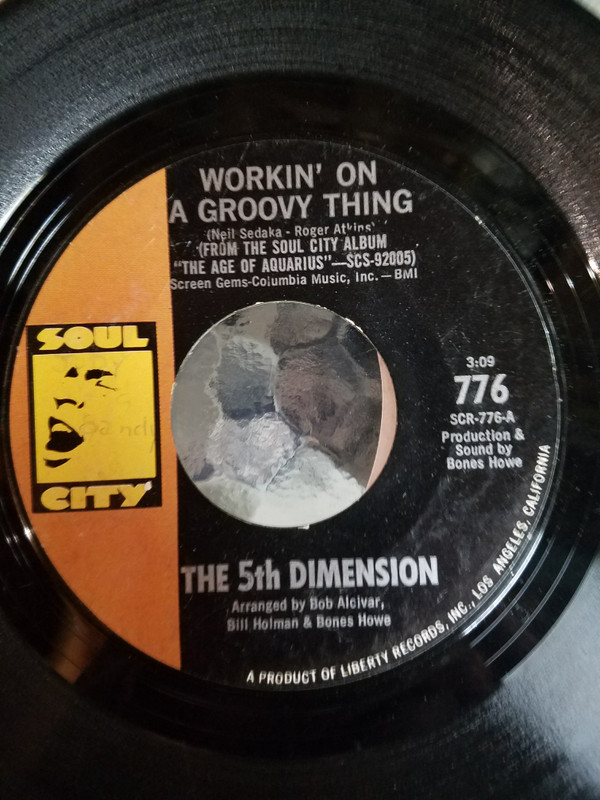 WORKIN' ON
A GROOVY THING
(Neil Sedaka - Roger Atkins)
(FROM THE SOUL CITY ALBUM
"THE AGE OF AQUARIUS"—SCS-92005)
Screen Gems-Columbia Music, Inc. — BMI
SOUL
CITY
Sandy
3:09
776
SCR-776-A
Production &
Sound by
Bones Howe
THE 5th DIMENSION
Arranged by Bob Alcivar,
Bill Holman & Bones Howe
A PRODUCT OF LIBERTY RECORDS, INC., LOS ANGELES, CALIFORNIA